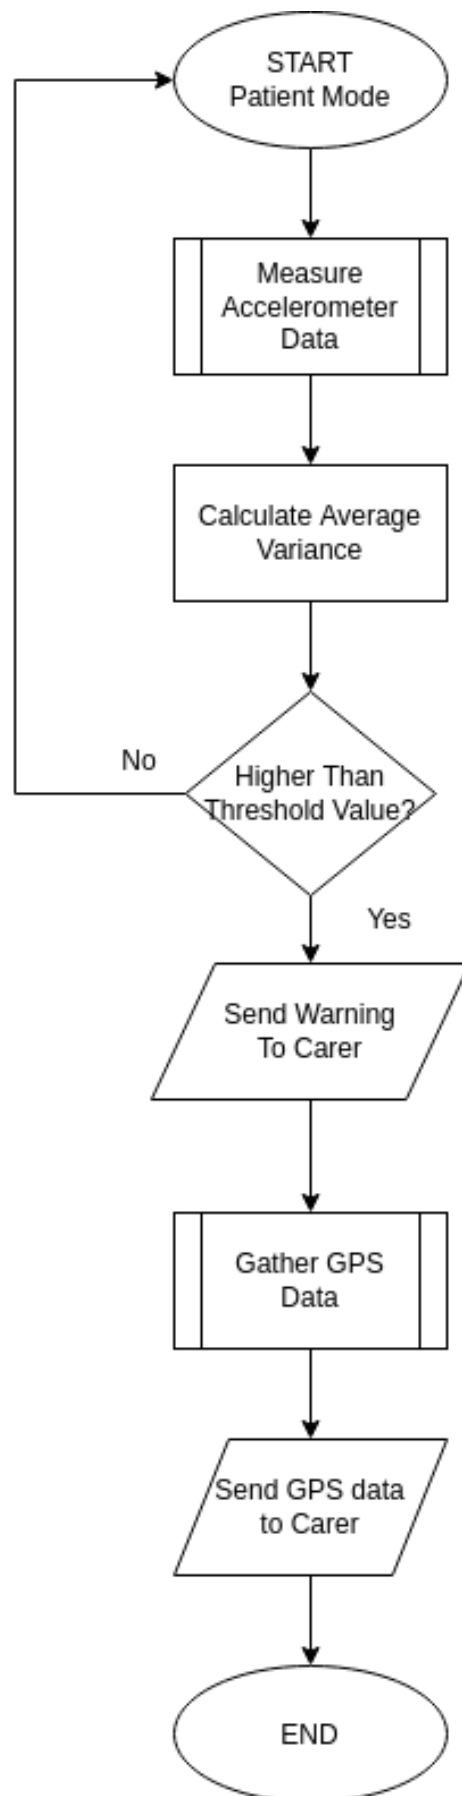 START
Patient Mode
Measure
Accelerometer
Data
Calculate Average
Variance
No
Higher Than
Threshold Value?
Yes
Send Warning
To Carer
Gather GPS
Data
Send GPS data
to Carer
END